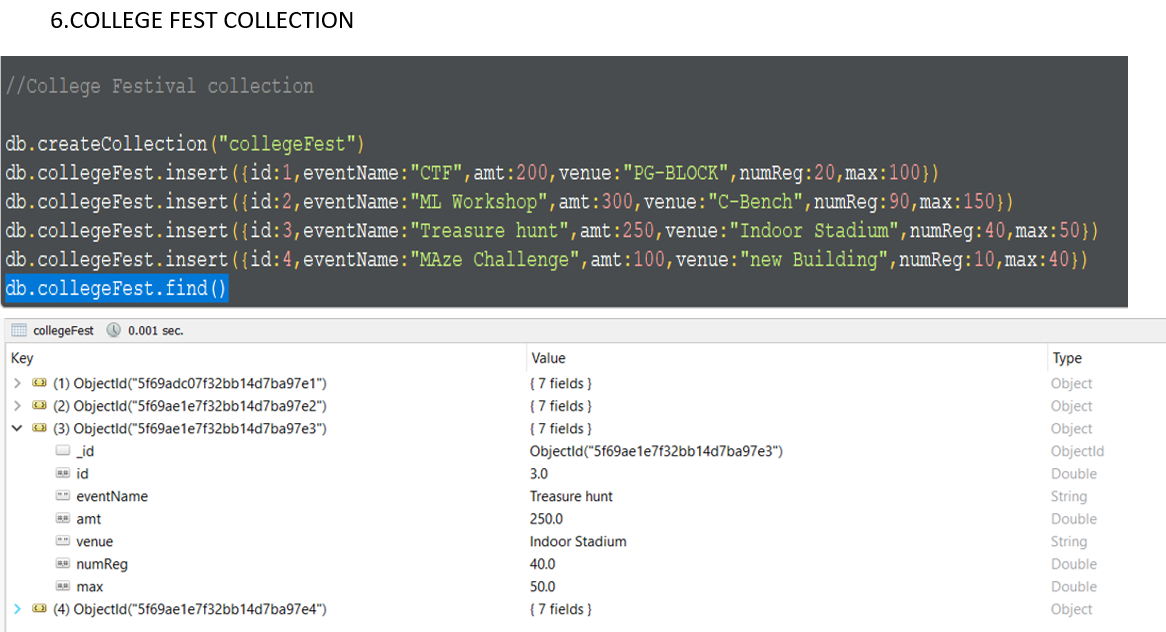 6.COLLEGE FEST COLLECTION
//College Festival collection
db.createCollection("collegeFest")
db.collegeFest.insert({id:1,eventName:"CTF",amt:200,venue:"PG-BLOCK",numReg:20,max:100})
db.collegeFest.insert({id:2,eventName:"ML Workshop",amt:300,venue:"C-Bench",numReg:90,max:150})
db.collegeFest.insert({id:3,eventName:"Treasure hunt",amt:250,venue:"Indoor Stadium",numReg:40,max:50})
db.collegeFest.insert({id:4,eventName:"MAze Challenge",amt:100,venue:"new Building",numReg:10,max:40})
db.collegeFest.find()
collegeFest 0.001 sec.
Key Value Type
(1) ObjectId("5f69adc07f32bb14d7ba97e1") { 7 fields } Object
(2) ObjectId("5f69ae1e7f32bb14d7ba97e2") { 7 fields } Object
(3) ObjectId("5f69ae1e7f32bb14d7ba97e3") { 7 fields } Object
_id ObjectId("5f69ae1e7f32bb14d7ba97e3") ObjectId
id 3.0 Double
eventName Treasure hunt String
amt 250.0 Double
venue Indoor Stadium String
numReg 40.0 Double
max 50.0 Double
(4) ObjectId("5f69ae1e7f32bb14d7ba97e4") { 7 fields } Object